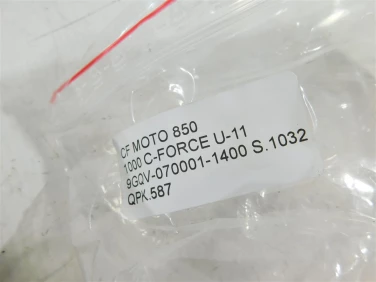 CF MOTO 850
1000 C-FORCE U-11
9GQV-070001-1400 S.1032
QPK.587